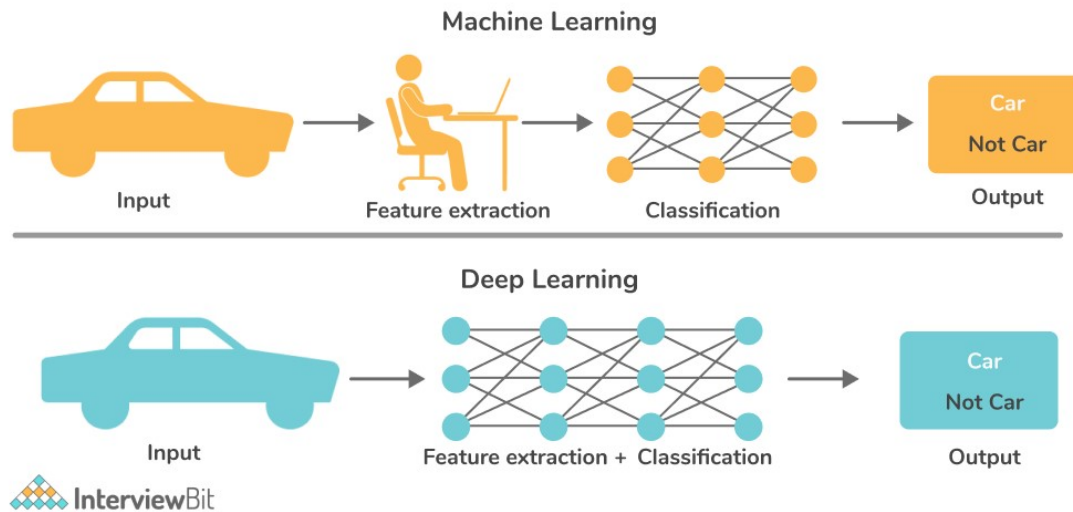 Machine Learning
Input
Feature extraction
Classification
Car
Not Car
Output
Deep Learning
Input
Feature extraction + Classification
Car
Not Car
Output
InterviewBit